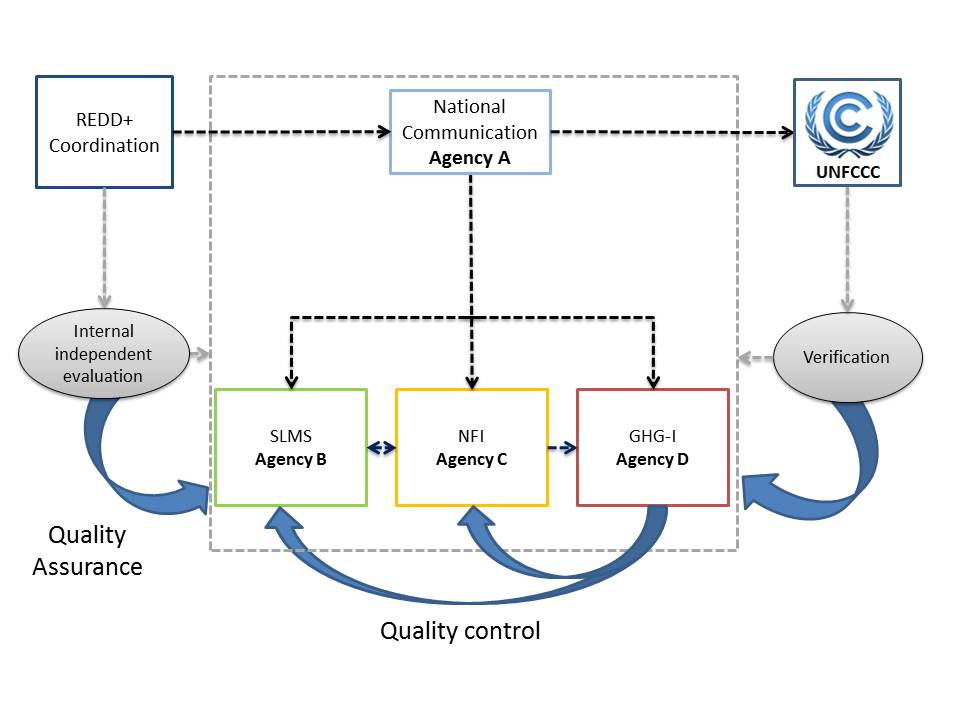 REDD+
Coordination
National
Communication
Agency A
UNFCCC
Internal
independent
evaluation
Verification
SLMS
Agency B
NFI
Agency C
GHG-I
Agency D
Quality
Assurance
Quality control